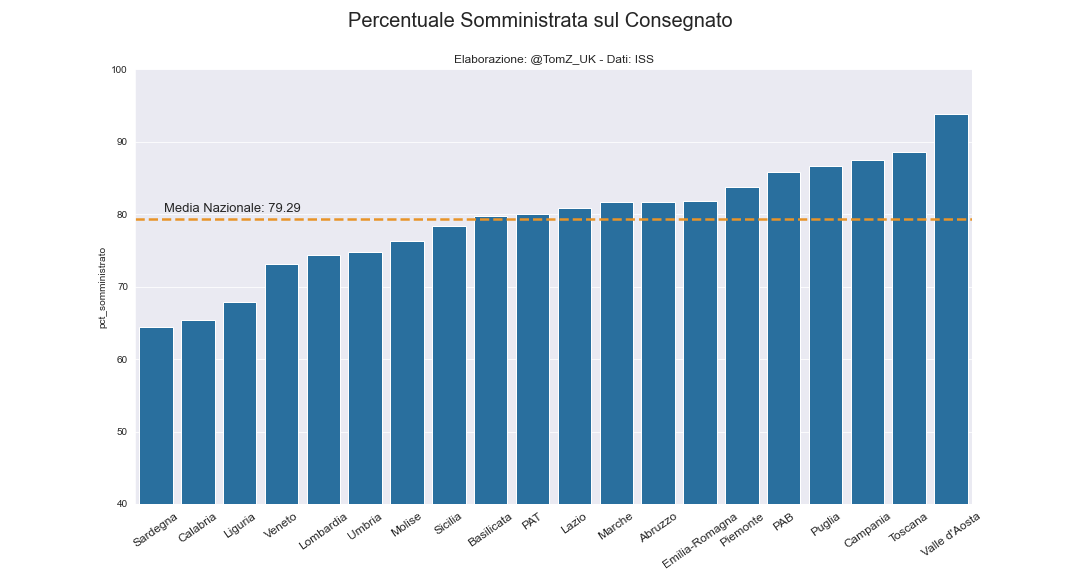 Percentuale Somministrata sul Consegnato
Elaborazione: @TomZ_UK - Dati: ISS
100
90
80
70
60
50
40
pct_somministrato
Media Nazionale: 79.29
Sardegna
Calabria
Liguria
Veneto
Lombardia
Umbria
Molise
Sicilia
Basilicata
PAT
Lazio
Marche
Abruzzo
Emilia-Romagna
Piemonte
PAB
Puglia
Campania
Toscana
Valle d'Aosta